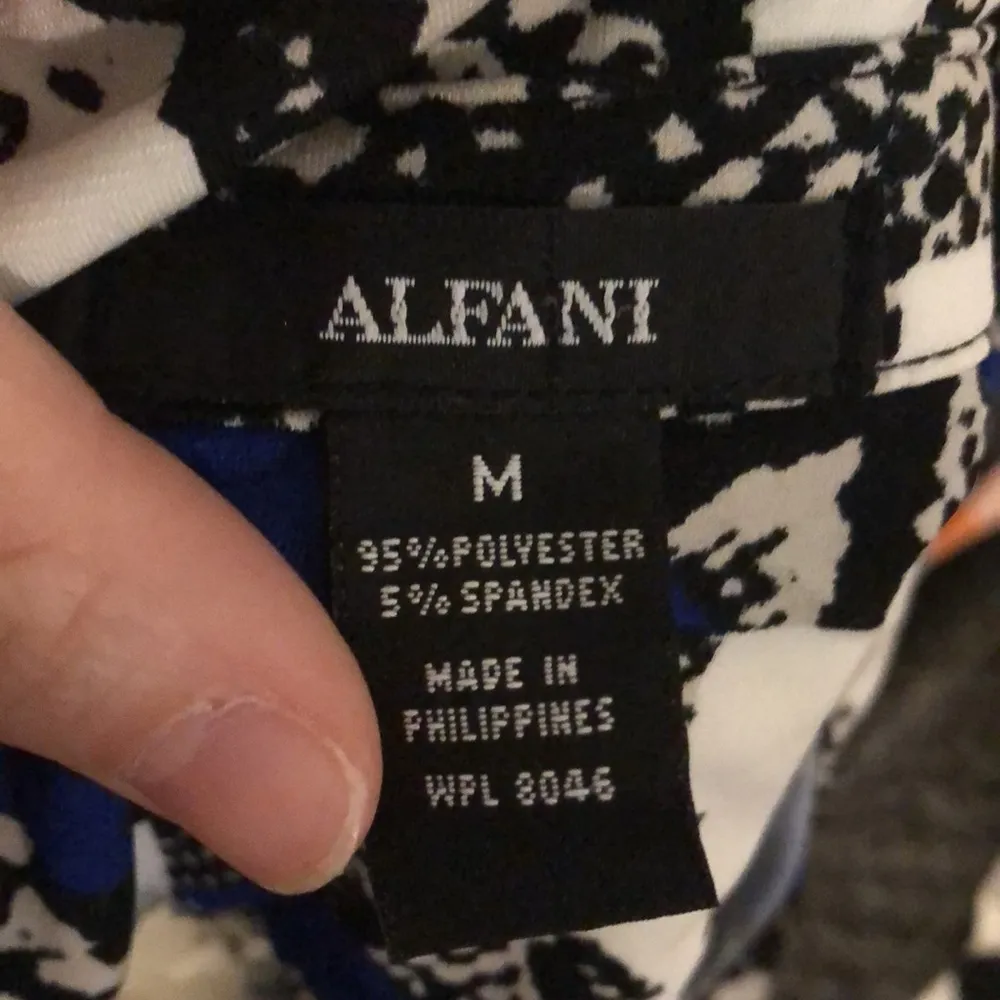 ALFANI
M
95% POLYESTER
5% SPANDEX
MADE IN
PHILIPPINES
WPL 8046